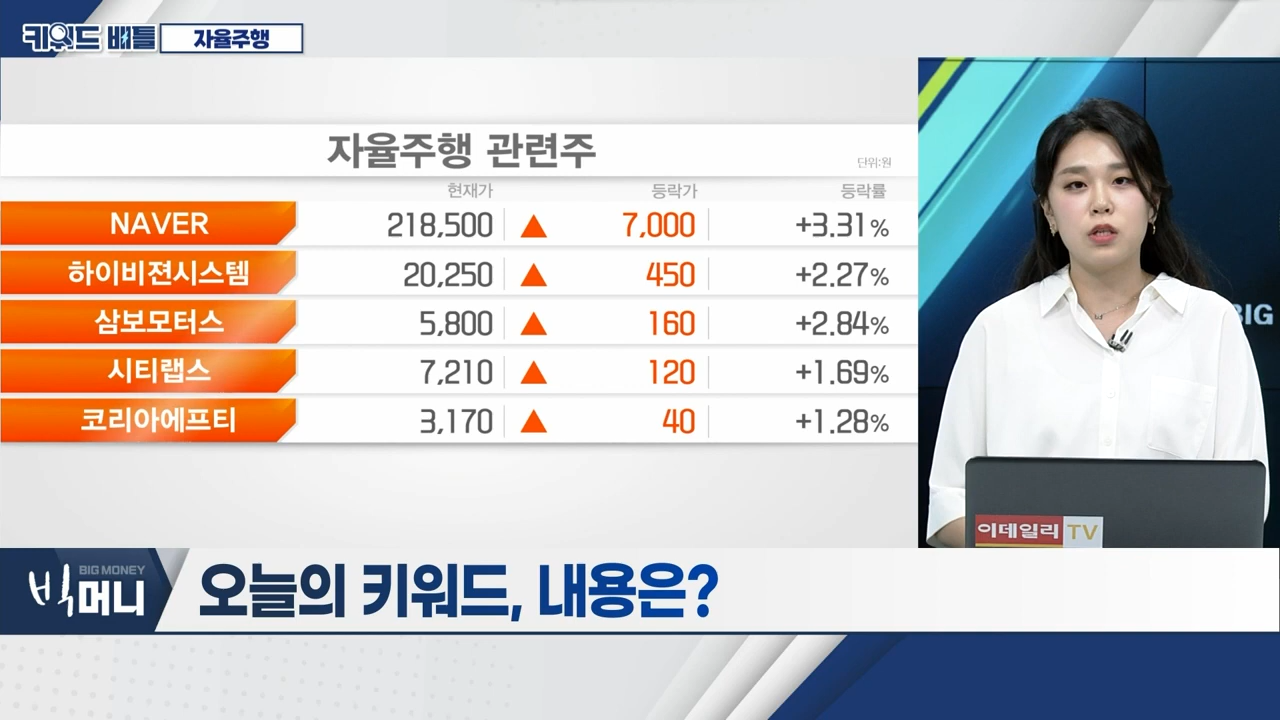 키워드 배틀 자율주행
자율주행 관련주
단위:원
현재가 등락가 등락률
NAVER 218,500 ▲ 7,000 +3.31%
하이비젼시스템 20,250 ▲ 450 +2.27%
삼보모터스 5,800 ▲ 160 +2.84%
시티랩스 7,210 ▲ 120 +1.69%
코리아에프티 3,170 ▲ 40 +1.28%
BIG
이데일리 TV
BIG MONEY
빅머니 오늘의 키워드, 내용은?